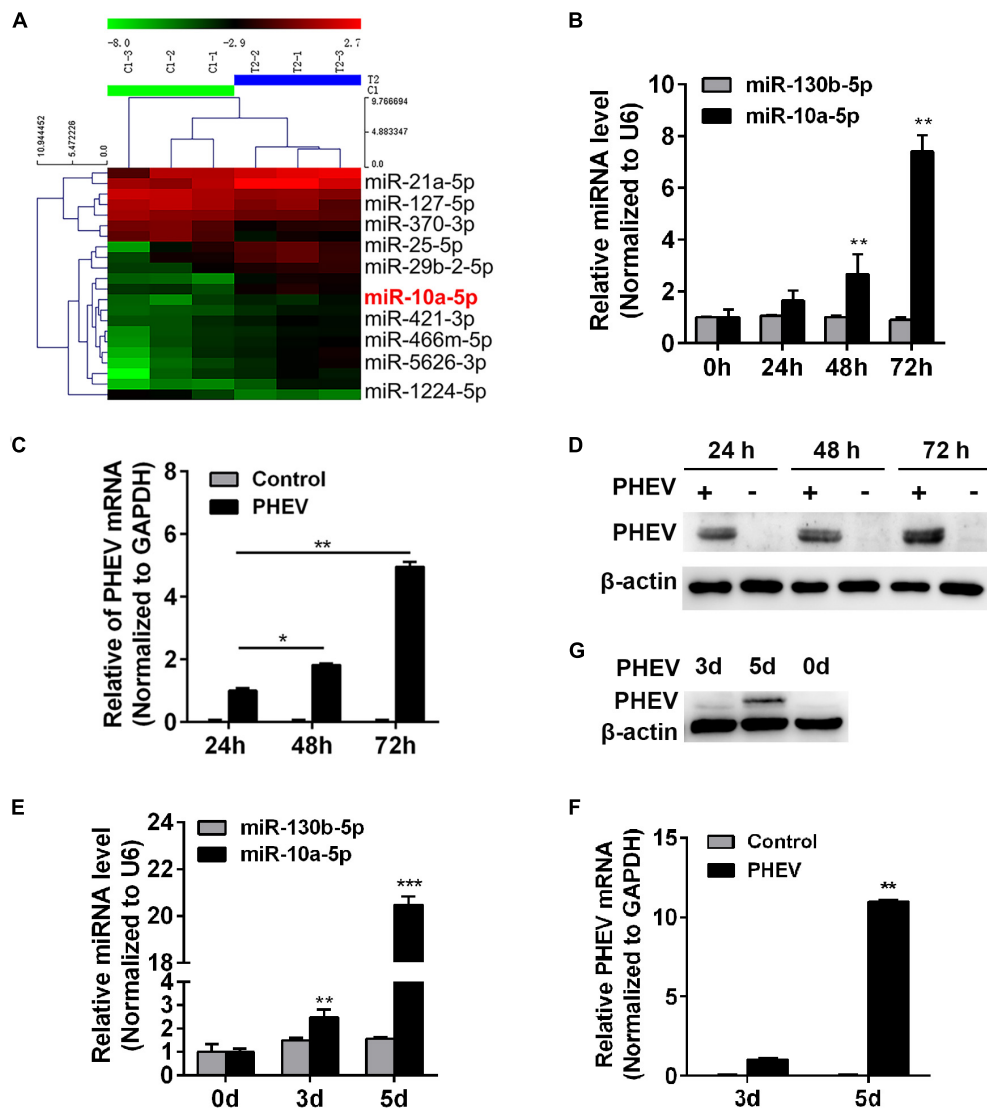 A
-8.0 -2.9 2.7
C1-3 C1-2 C1-1 T2-2 T2-1 T2-3
T2
C1
9.766694
4.883347
0.0
10.944452 5.472226 0.0
miR-21a-5p
miR-127-5p
miR-370-3p
miR-25-5p
miR-29b-2-5p
miR-10a-5p
miR-421-3p
miR-466m-5p
miR-5626-3p
miR-1224-5p
B
Relative miRNA level
(Normalized to U6)
10
8
6
4
2
0
miR-130b-5p
miR-10a-5p
**
**
0h 24h 48h 72h
C
Relative of PHEV mRNA
(Normalized to GAPDH)
8
6
4
2
0
Control
PHEV
**
*
24h 48h 72h
D
24 h 48 h 72 h
PHEV + - + - + -
PHEV
β-actin
G
PHEV 3d 5d 0d
PHEV
β-actin
E
Relative miRNA level
(Normalized to U6)
24
22
20
18
4
3
2
1
miR-130b-5p
miR-10a-5p
**
***
0d 3d 5d
F
Relative PHEV mRNA
(Normalized to GAPDH)
15
10
5
0
Control
PHEV
**
3d 5d